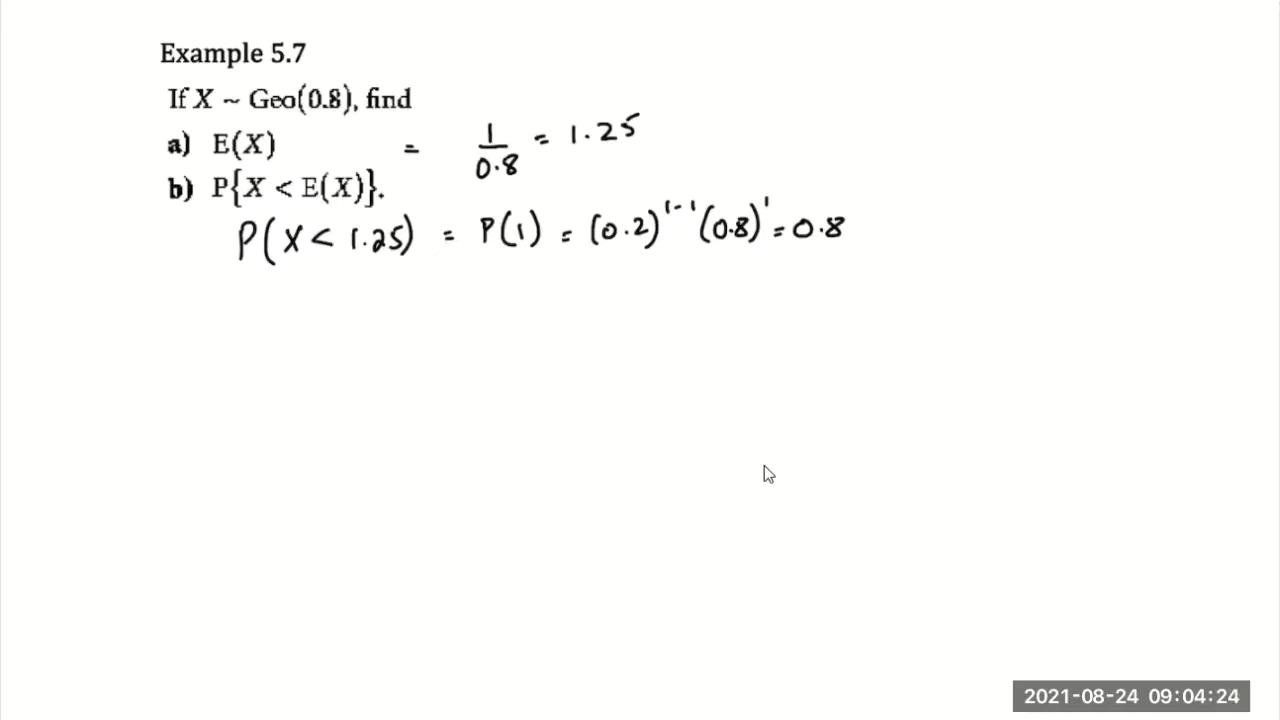 Example 5.7
If X ~ Geo(0.8), find
a) E(X) = 1/0.8 = 1.25
b) P{X < E(X)}.
P(X < 1.25) = P(1) = (0.2)^1-1 (0.8)^1 = 0.8
2021-08-24 09:04:24